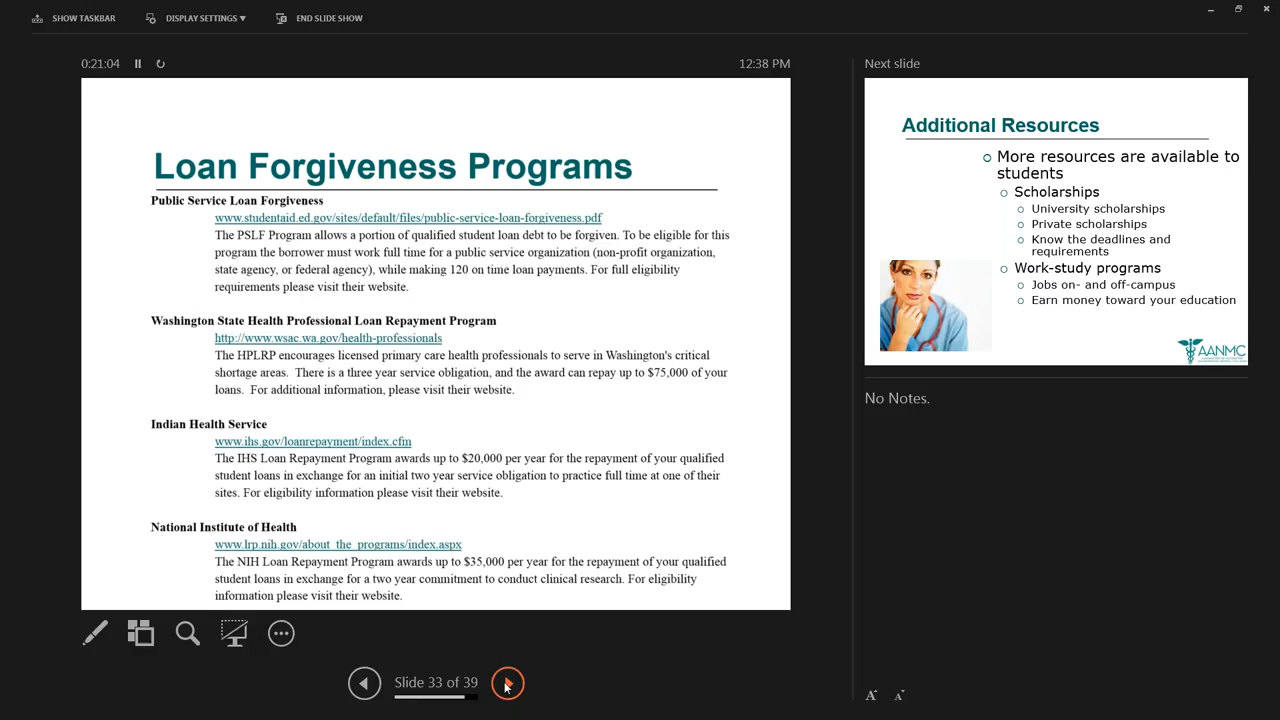 SHOW TASKBAR
DISPLAY SETTINGS ▼
END SLIDE SHOW
0:21:04
12:38 PM
Loan Forgiveness Programs
Public Service Loan Forgiveness
www.studentaid.ed.gov/sites/default/files/public-service-loan-forgiveness.pdf
The PSLF Program allows a portion of qualified student loan debt to be forgiven. To be eligible for this
program the borrower must work full time for a public service organization (non-profit organization,
state agency, or federal agency), while making 120 on time loan payments. For full eligibility
requirements please visit their website.
Washington State Health Professional Loan Repayment Program
http://www.wsac.wa.gov/health-professionals
The HPLRP encourages licensed primary care health professionals to serve in Washington's critical
shortage areas. There is a three year service obligation, and the award can repay up to $75,000 of your
loans. For additional information, please visit their website.
Indian Health Service
www.ihs.gov/loanrepayment/index.cfm
The IHS Loan Repayment Program awards up to $20,000 per year for the repayment of your qualified
student loans in exchange for an initial two year service obligation to practice full time at one of their
sites. For eligibility information please visit their website.
National Institute of Health
www.lrp.nih.gov/about_the_programs/index.aspx
The NIH Loan Repayment Program awards up to $35,000 per year for the repayment of your qualified
student loans in exchange for a two year commitment to conduct clinical research. For eligibility
information please visit their website.
Slide 33 of 39
Next slide
Additional Resources
More resources are available to
students
Scholarships
University scholarships
Private scholarships
Know the deadlines and
requirements
Work-study programs
Jobs on- and off-campus
Earn money toward your education
AANMC
No Notes.
A A